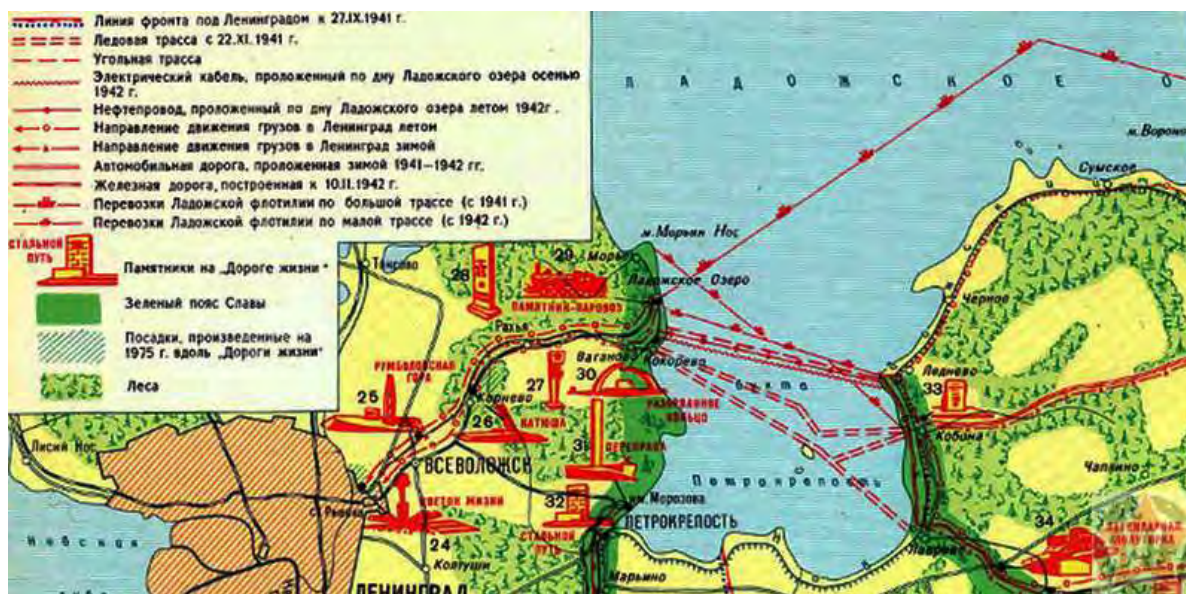 Линия фронта под Ленинградом к 27.IX.1941 г.
Ледовая трасса с 22.XI.1941 г.
Угольная трасса
Электрический кабель, проложенный по дну Ладожского озера осенью
1942 г.
Нефтепровод, проложенный по дну Ладожского озера летом 1942г.
Направление движения грузов в Ленинград летом
Направление движения грузов в Ленинград зимой
Автомобильная дорога, проложенная зимой 1941—1942 гг.
Железная дорога, построенная к 10.II.1942 г.
Перевозки Ладожской флотилии по большой трассе (с 1941 г.)
Перевозки Ладожской флотилии по малой трассе (с 1942 г.)
СТАЛЬНОЙ
ПУТЬ
Памятники на „Дороге жизни"
Зеленый пояс Славы
Посадки, произведенные на
1975 г. вдоль „Дороги жизни"
Леса
ЛАДОЖСКОЕ О
Сумское
м. Морьин Нос
Морье
Ладожское Озеро
Токсово
28
29
ПАМЯТНИК-ПАРОВОЗ
Черное
Рахья
Ваганово
Кокорево
РУМБОЛОВСКАЯ
ГОРА
25
Корнево
27
30
РАЗОРВАННОЕ
КОЛЬЦО
бухта
Леднево
33
26
КАТЮША
31
ПЕРЕПРАВА
Кобона
Лисий Нос
ВСЕВОЛОЖСК
Чаплино
Петрокрепость
ЦВЕТОК ЖИЗНИ
32
им. Морозова
ПЕТРОКРЕПОСТЬ
СТАЛЬНОЙ
ПУТЬ
34
Невская
24
Колтуши
Лаврово
Марьино
ЛЕНИНГРАД